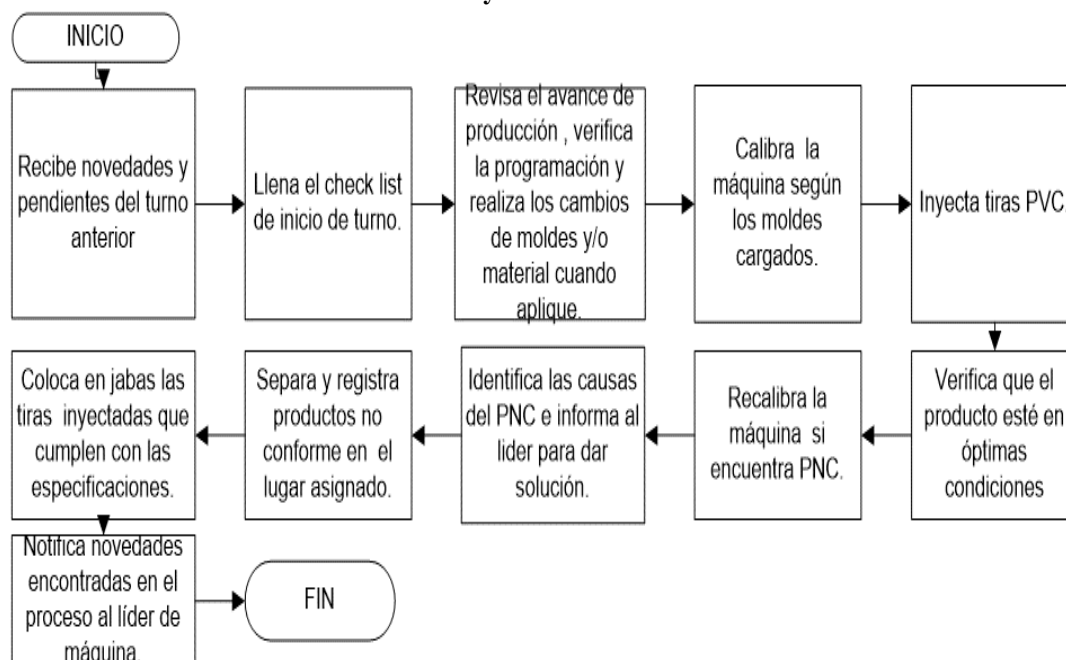 INICIO
Recibe novedades y
pendientes del turno
anterior
Llena el check list
de inicio de turno.
Revisa el avance de
producción , verifica
la programación y
realiza los cambios
de moldes y/o
material cuando
aplique.
Calibra la
máquina según
los moldes
cargados.
Inyecta tiras PVC.
Verifica que el
producto esté en
óptimas
condiciones
Recalibra la
máquina si
encuentra PNC.
Identifica las causas
del PNC e informa al
lider para dar
solución.
Separa y registra
productos no
conforme en el
lugar asignado.
Coloca en jabas las
tiras inyectadas que
cumplen con las
especificaciones.
Notifica novedades
encontradas en el
proceso al líder de
máquina.
FIN